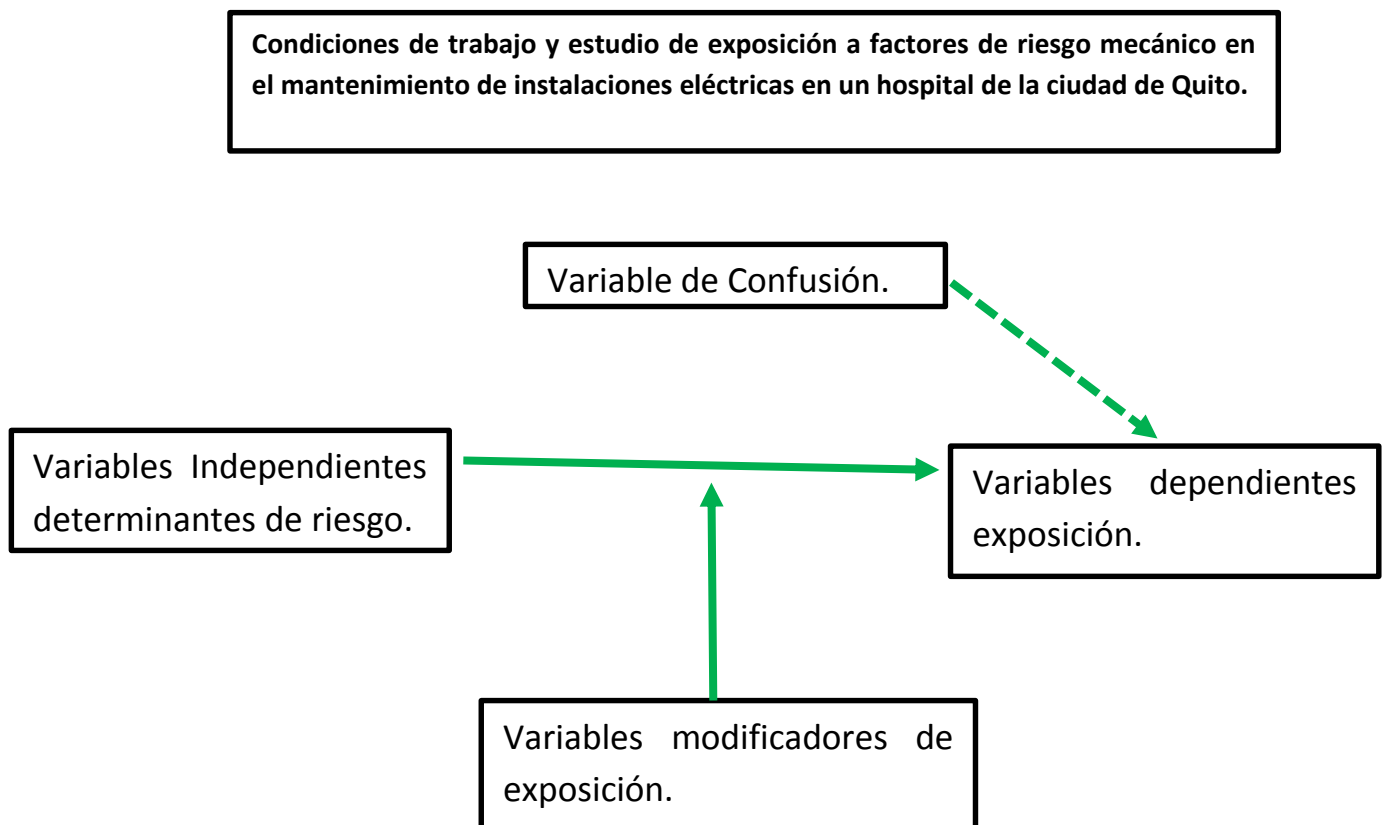 Condiciones de trabajo y estudio de exposición a factores de riesgo mecánico en
el mantenimiento de instalaciones eléctricas en un hospital de la ciudad de Quito.
Variable de Confusión.
Variables Independientes
determinantes de riesgo.
Variables dependientes
exposición.
Variables modificadores de
exposición.